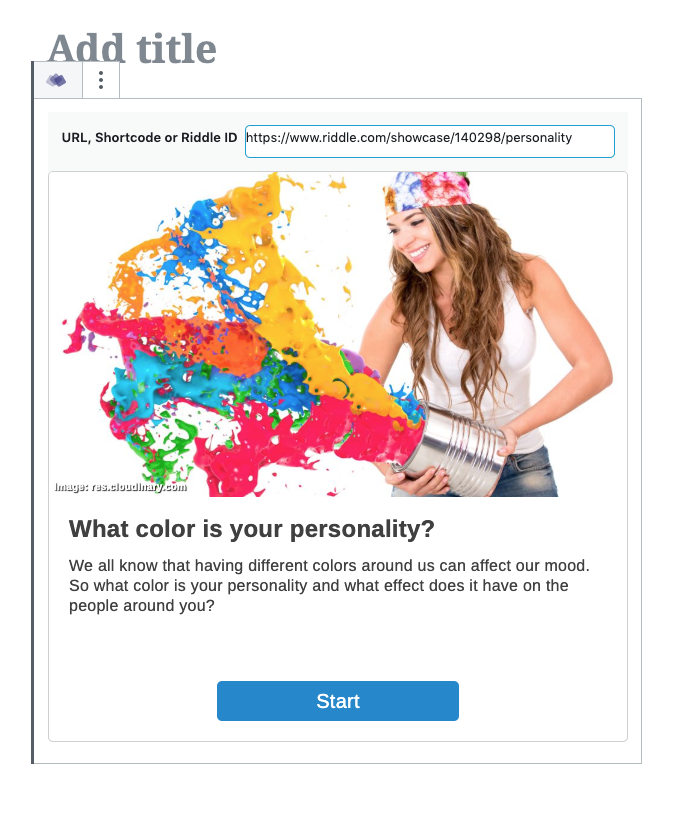 Add title
URL, Shortcode or Riddle ID https://www.riddle.com/showcase/140298/personality
Image: res.cloudinary.com
What color is your personality?
We all know that having different colors around us can affect our mood.
So what color is your personality and what effect does it have on the
people around you?
Start